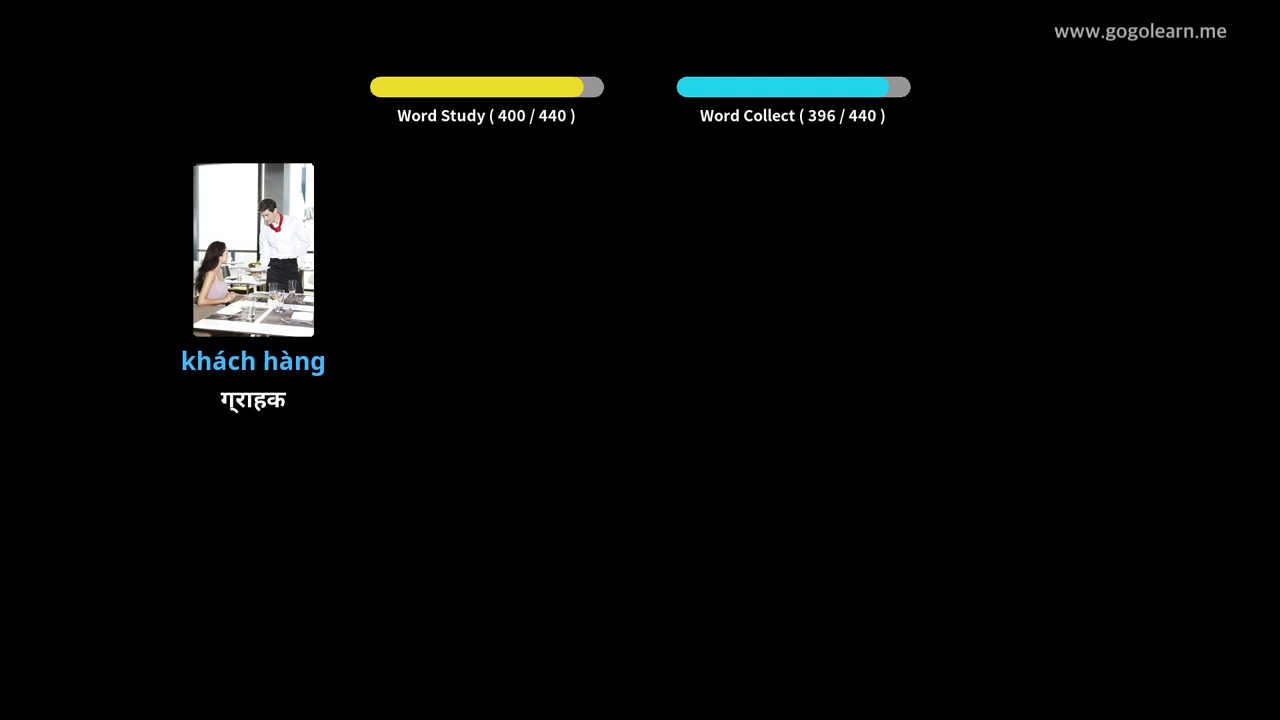 www.gogolearn.me
Word Study ( 400 / 440 )
Word Collect ( 396 / 440 )
khách hàng
ग्राहक